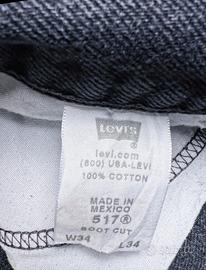 Levi's
levi.com
(800) USA-LEVI
100% COTTON
MADE IN
MEXICO
517®
BOOT CUT
W34 L34